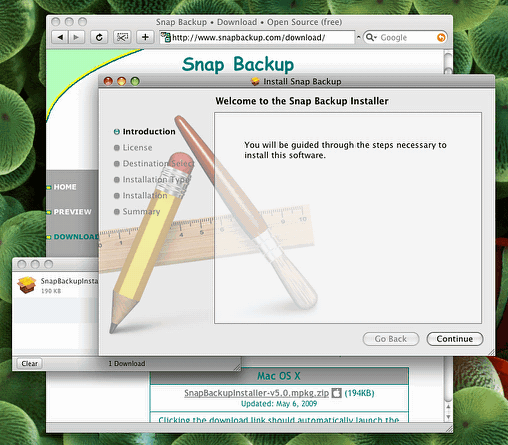 Snap Backup • Download • Open Source (free)
http://www.snapbackup.com/download/
Google
Snap Backup
Install Snap Backup
Welcome to the Snap Backup Installer
Introduction
License
Destination Select
Installation Type
Installation
Summary
You will be guided through the steps necessary to
install this software.
HOME
PREVIEW
DOWNLOAD
SnapBackupInsta
190 KB
Go Back
Continue
Clear
1 Download
Mac OS X
SnapBackupInstaller-v5.0.mpkg.zip (194KB)
Updated: May 6, 2009
Clicking the download link should automatically launch the